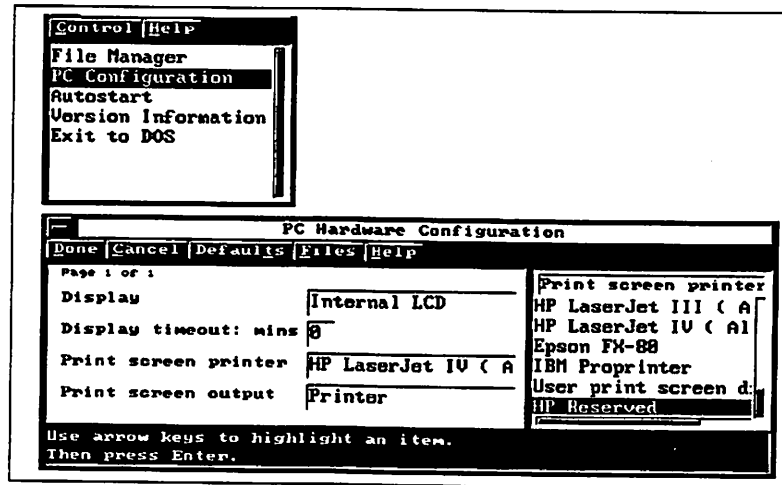 Control Help
File Manager
PC Configuration
Autostart
Version Information
Exit to DOS
PC Hardware Configuration
Done Cancel Defaults Files Help
Page 1 of 1
Display Internal LCD
Display timeout: mins 0
Print screen printer HP LaserJet IV ( A
Print screen output Printer
Print screen printer
HP LaserJet III ( A
HP LaserJet IV ( Al
Epson FX-80
IBM Proprinter
User print screen d
HP Reserved
Use arrow keys to highlight an item.
Then press Enter.